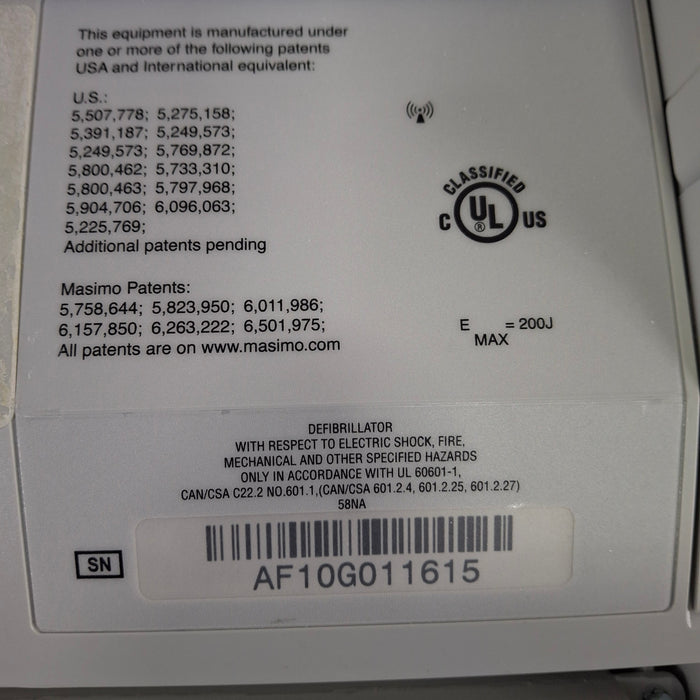 This equipment is manufactured under
one or more of the following patents
USA and International equivalent:
U.S.:
5,507,778; 5,275,158;
5,391,187; 5,249,573;
5,249,573; 5,769,872;
5,800,462; 5,733,310;
5,800,463; 5,797,968;
5,904,706; 6,096,063;
5,225,769;
Additional patents pending
Masimo Patents:
5,758,644; 5,823,950; 6,011,986;
6,157,850; 6,263,222; 6,501,975;
All patents are on www.masimo.com
CLASSIFIED
C UL ® US
E MAX = 200J
DEFIBRILLATOR
WITH RESPECT TO ELECTRIC SHOCK, FIRE,
MECHANICAL AND OTHER SPECIFIED HAZARDS
ONLY IN ACCORDANCE WITH UL 60601-1,
CAN/CSA C22.2 NO.601.1,(CAN/CSA 601.2.4, 601.2.25, 601.2.27)
58NA
SN
AF10G011615